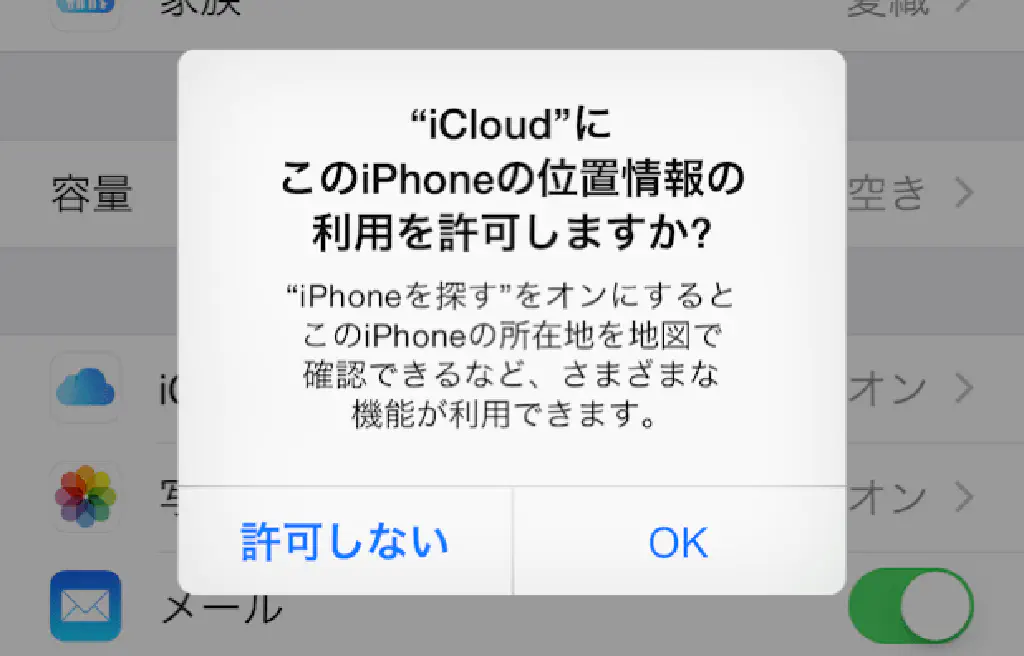 家族
容量
空き
“iCloud”に
このiPhoneの位置情報の
利用を許可しますか?
“iPhoneを探す”をオンにすると
このiPhoneの所在地を地図で
確認できるなど、さまざまな
機能が利用できます。
オン
オン
許可しない
OK
メール